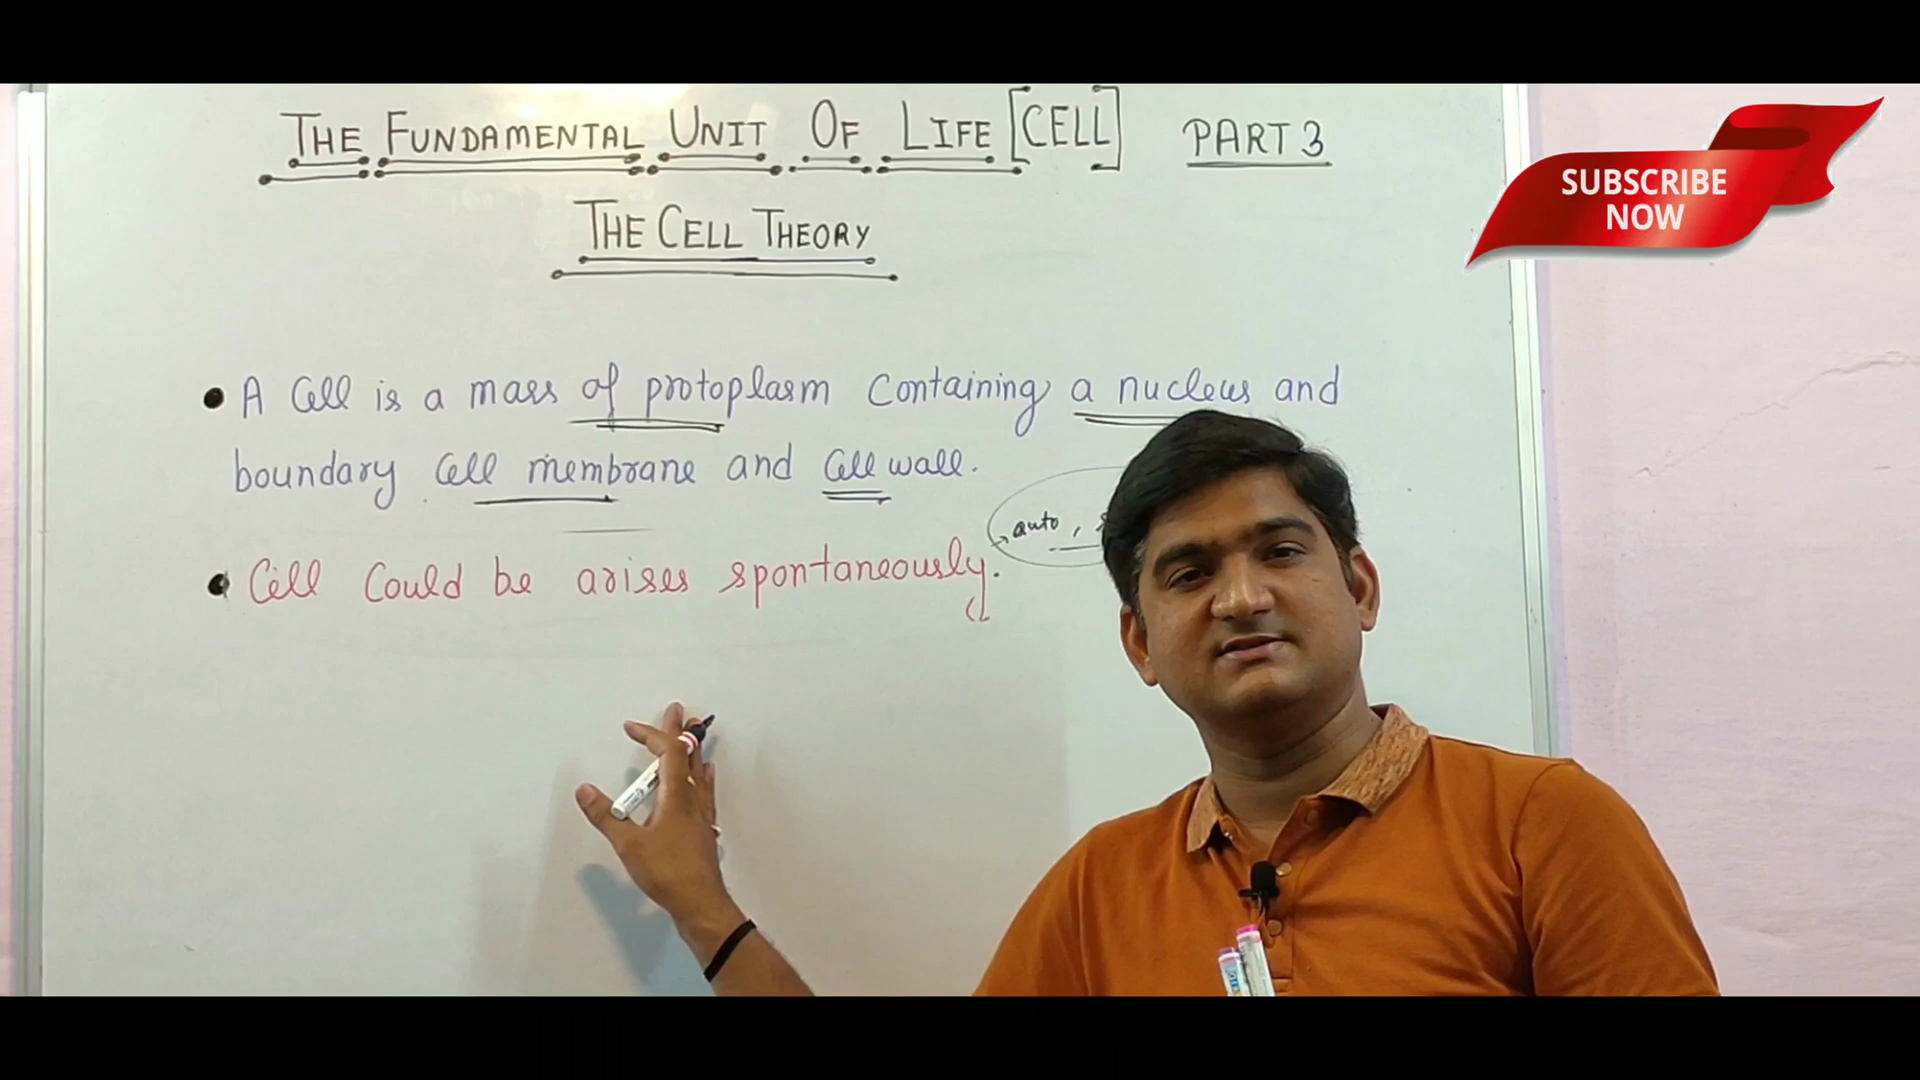 THE FUNDAMENTAL UNIT OF LIFE [CELL] PART 3
THE CELL THEORY
SUBSCRIBE
NOW
• A Cell is a mass of protoplasm Containing a nucleus and
boundary Cell membrane and Cell wall.
auto,
• Cell Could be arises spontaneously.